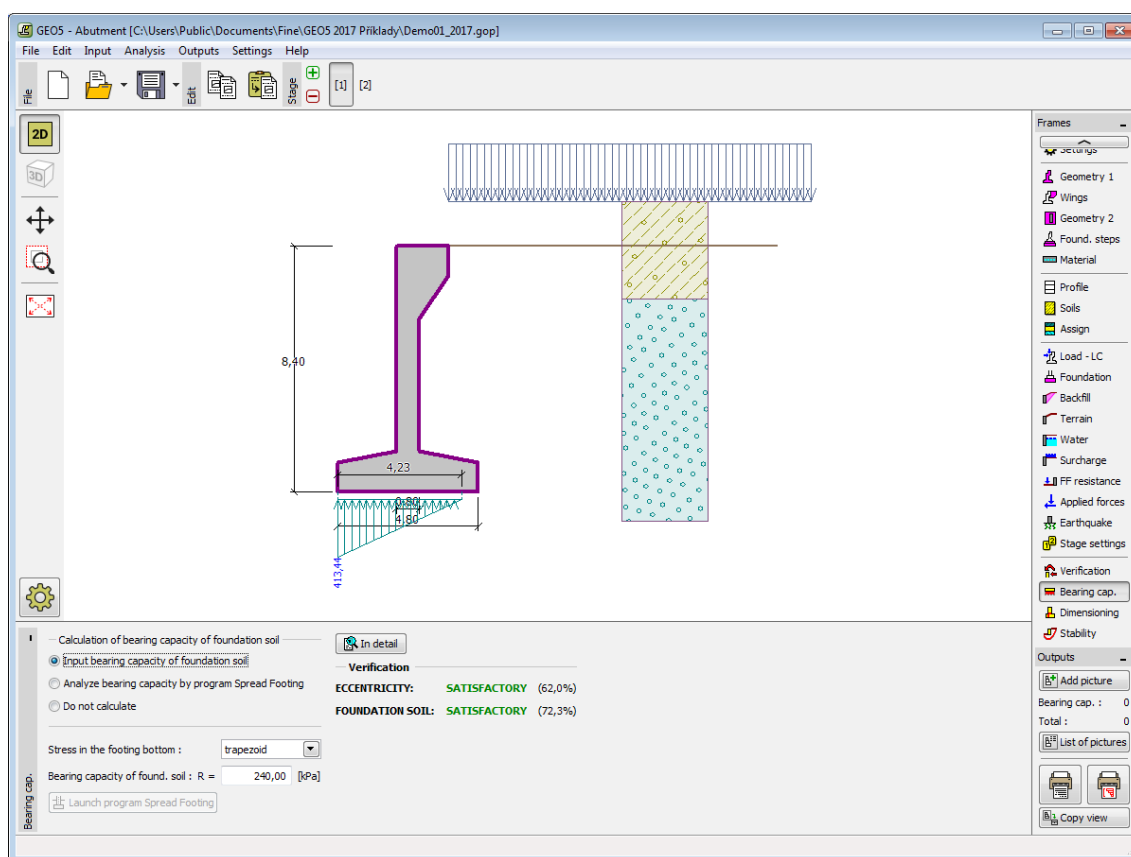 GEO5 - Abutment [C:\Users\Public\Documents\Fine\GEO5 2017 Příklady\Demo01_2017.gop]
File Edit Input Analysis Outputs Settings Help
File
Edit
Stage
[1] [2]
2D
3D
8,40
4,23
0,80
4,80
413,44
Frames
Settings
Geometry 1
Wings
Geometry 2
Found. steps
Material
Profile
Soils
Assign
Load - LC
Foundation
Backfill
Terrain
Water
Surcharge
FF resistance
Applied forces
Earthquake
Stage settings
Verification
Bearing cap.
Dimensioning
Stability
Outputs
Add picture
Bearing cap. : 0
Total : 0
List of pictures
Copy view
Bearing cap.
Calculation of bearing capacity of foundation soil
Input bearing capacity of foundation soil
Analyze bearing capacity by program Spread Footing
Do not calculate
Stress in the footing bottom : trapezoid
Bearing capacity of found. soil : R = 240,00 [kPa]
Launch program Spread Footing
In detail
Verification
ECCENTRICITY: SATISFACTORY (62,0%)
FOUNDATION SOIL: SATISFACTORY (72,3%)